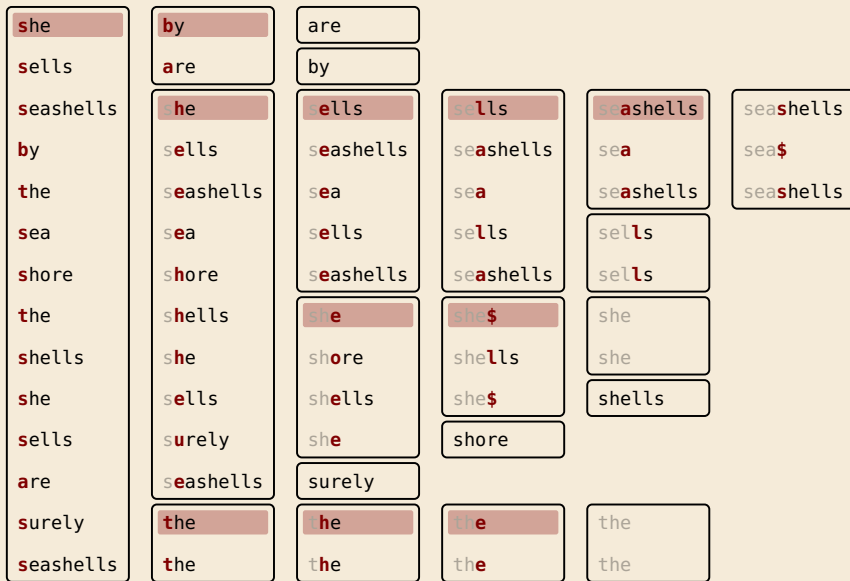 she by are
sells are by
seashells she sells sells seashells seashells
by sells seashells seashells sea sea$
the seashells sea sea seashells seashells
sea sea sells sells sells
shore shore seashells seashells sells
the shells she she$ she
shells she shore shells she
she sells shells she$ shells
sells surely she shore
are seashells surely
surely the the the the
seashells the the the the